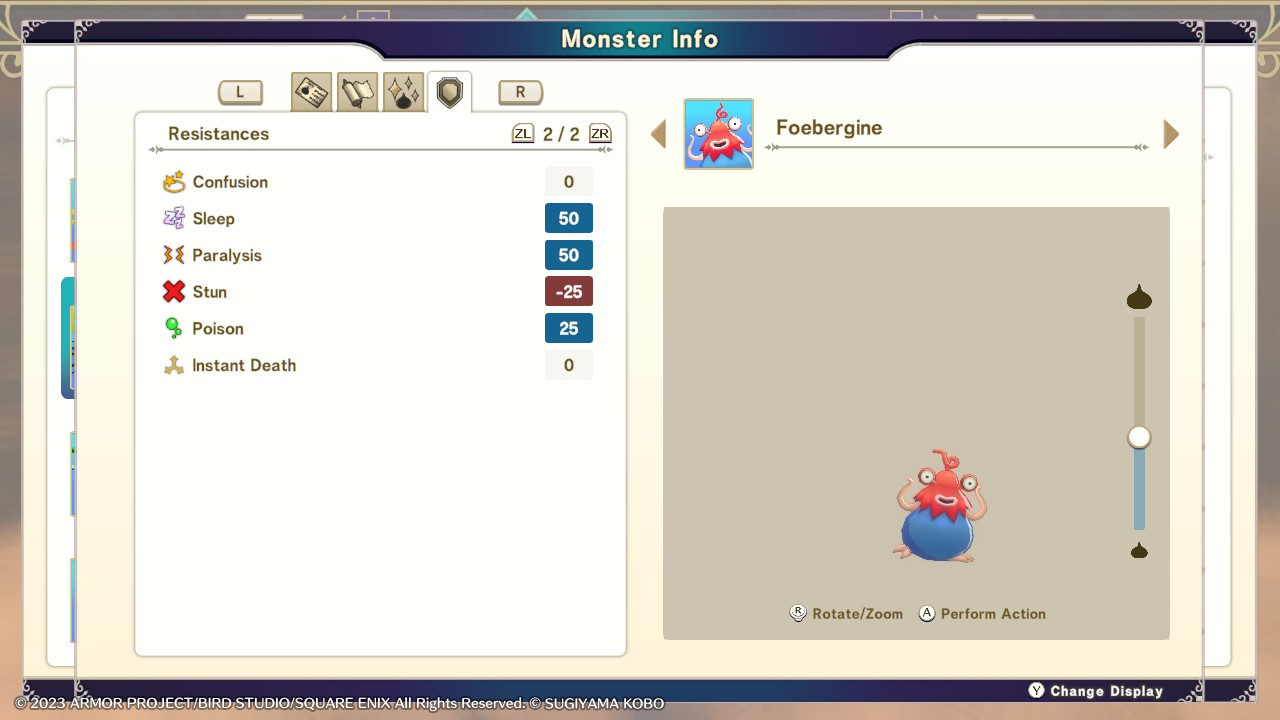 Monster Info
L
R
Resistances
ZL 2 / 2 ZR
Confusion 0
Sleep 50
Paralysis 50
Stun -25
Poison 25
Instant Death 0
Foebergine
R Rotate/Zoom A Perform Action
Y Change Display
© 2023 ARMOR PROJECT/BIRD STUDIO/SQUARE ENIX All Rights Reserved. © SUGIYAMA KOBO